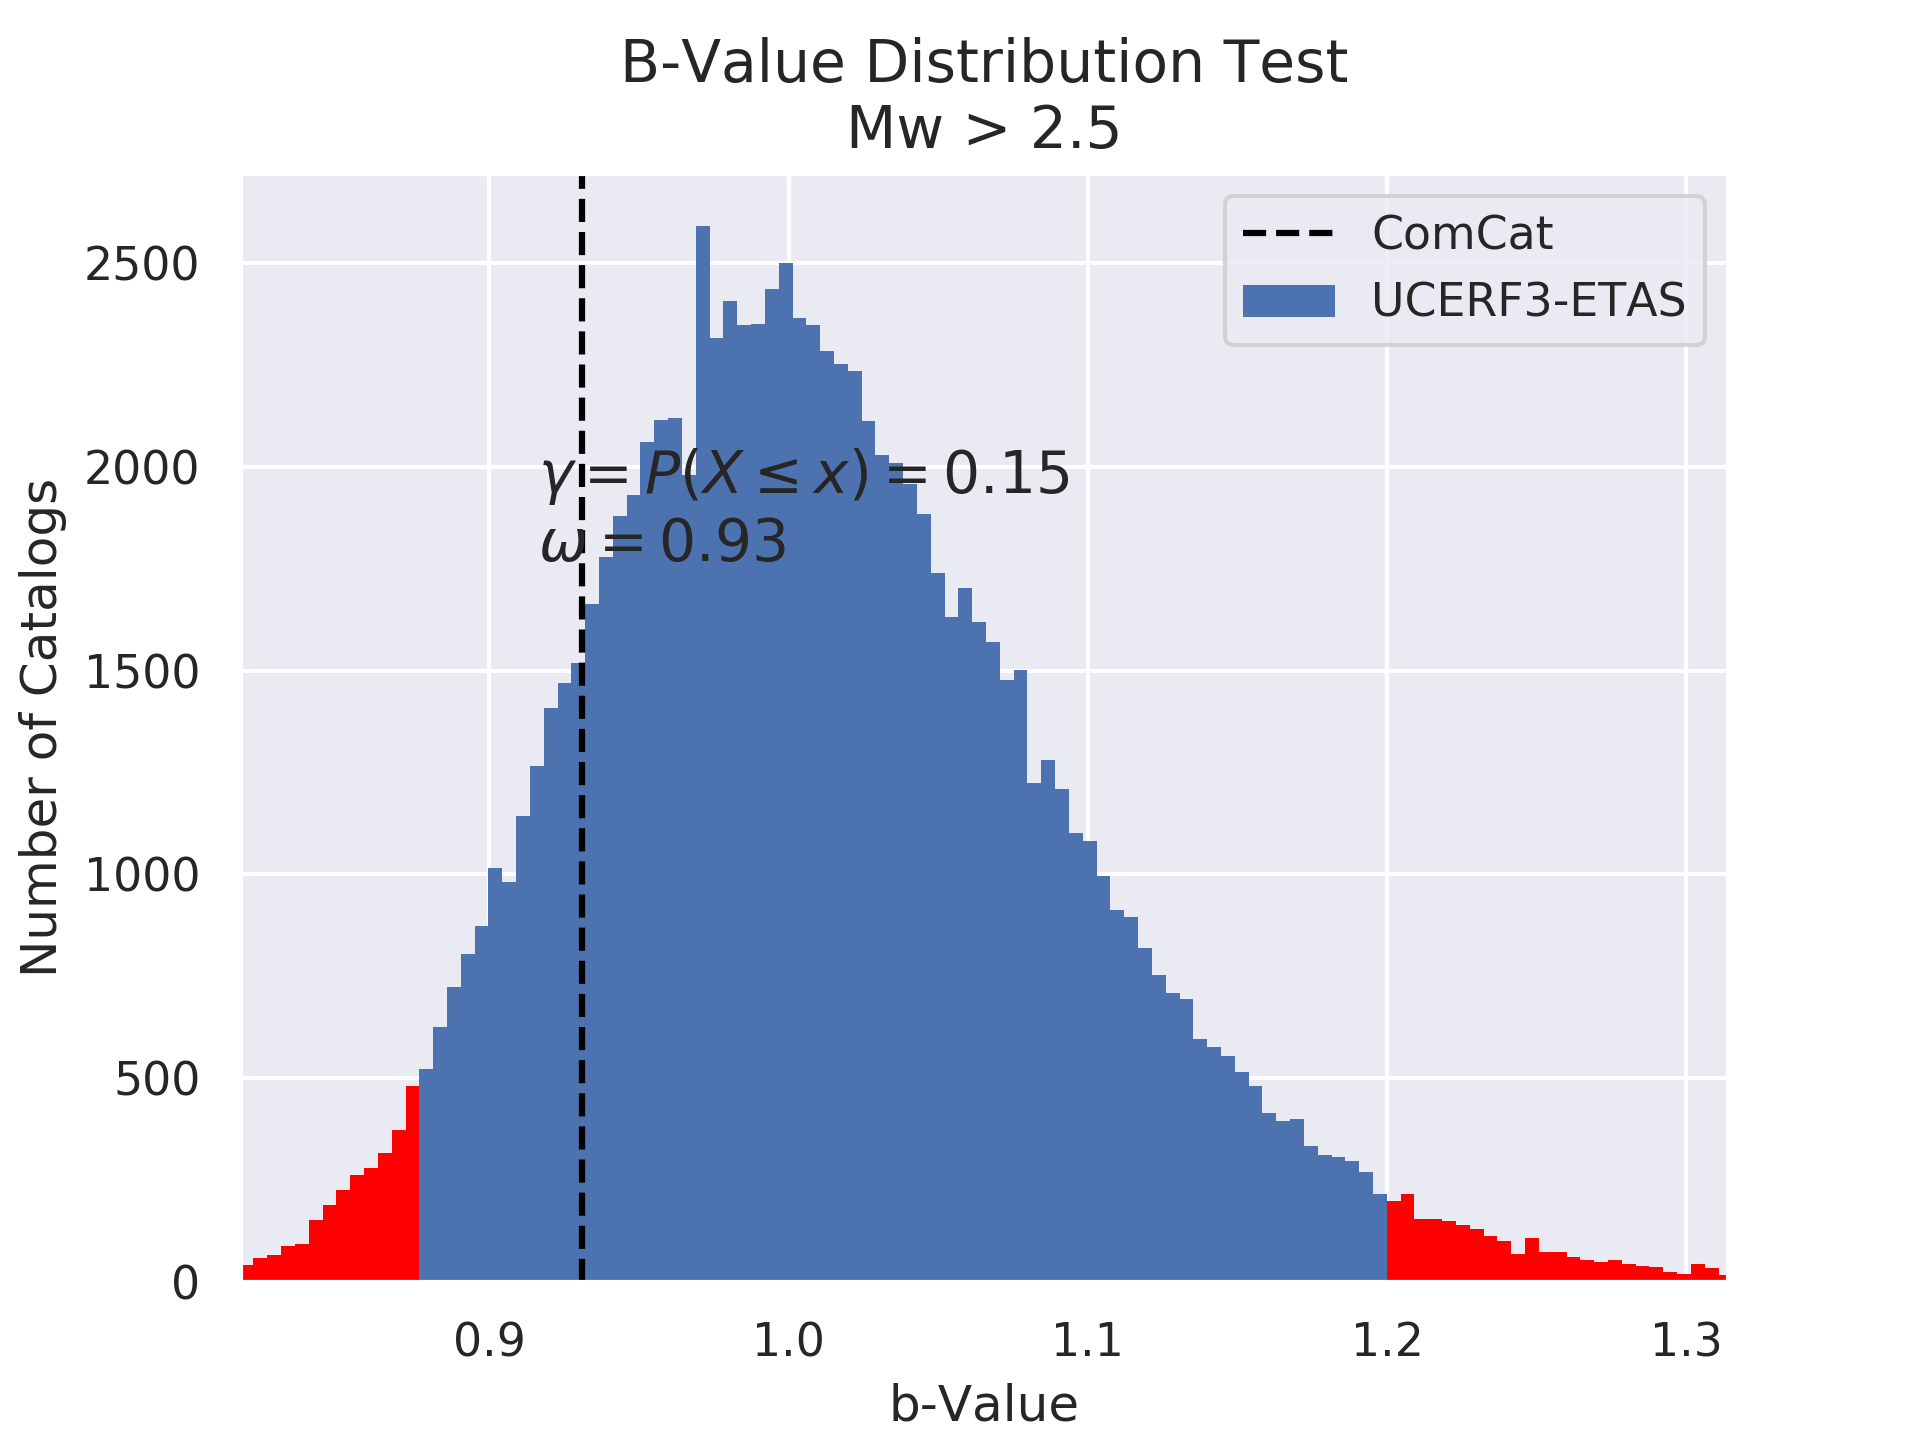 B-Value Distribution Test
Mw > 2.5
ComCat
UCERF3-ETAS
γ = P(X ≤ x) = 0.15
ω = 0.93
Number of Catalogs
2500
2000
1500
1000
500
0
0.9 1.0 1.1 1.2 1.3
b-Value